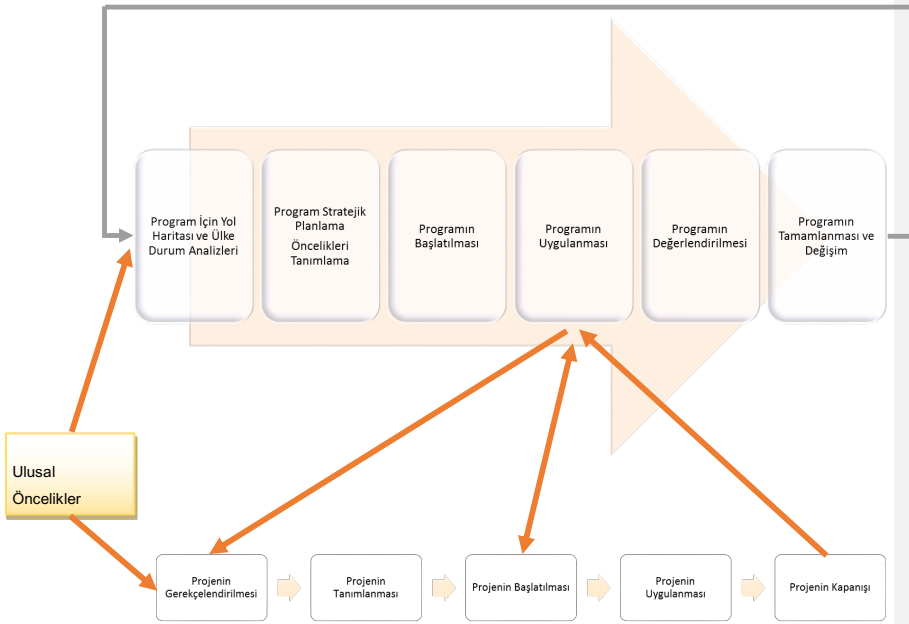 Program İçin Yol
Haritası ve Ülke
Durum Analizleri
Program Stratejik
Planlama
Öncelikleri
Tanımlama
Programın
Başlatılması
Programın
Uygulanması
Programın
Değerlendirilmesi
Programın
Tamamlanması ve
Değişim
Ulusal
Öncelikler
Projenin
Gerekçelendirilmesi
Projenin
Tanımlanması
Projenin Başlatılması
Projenin
Uygulanması
Projenin Kapanışı